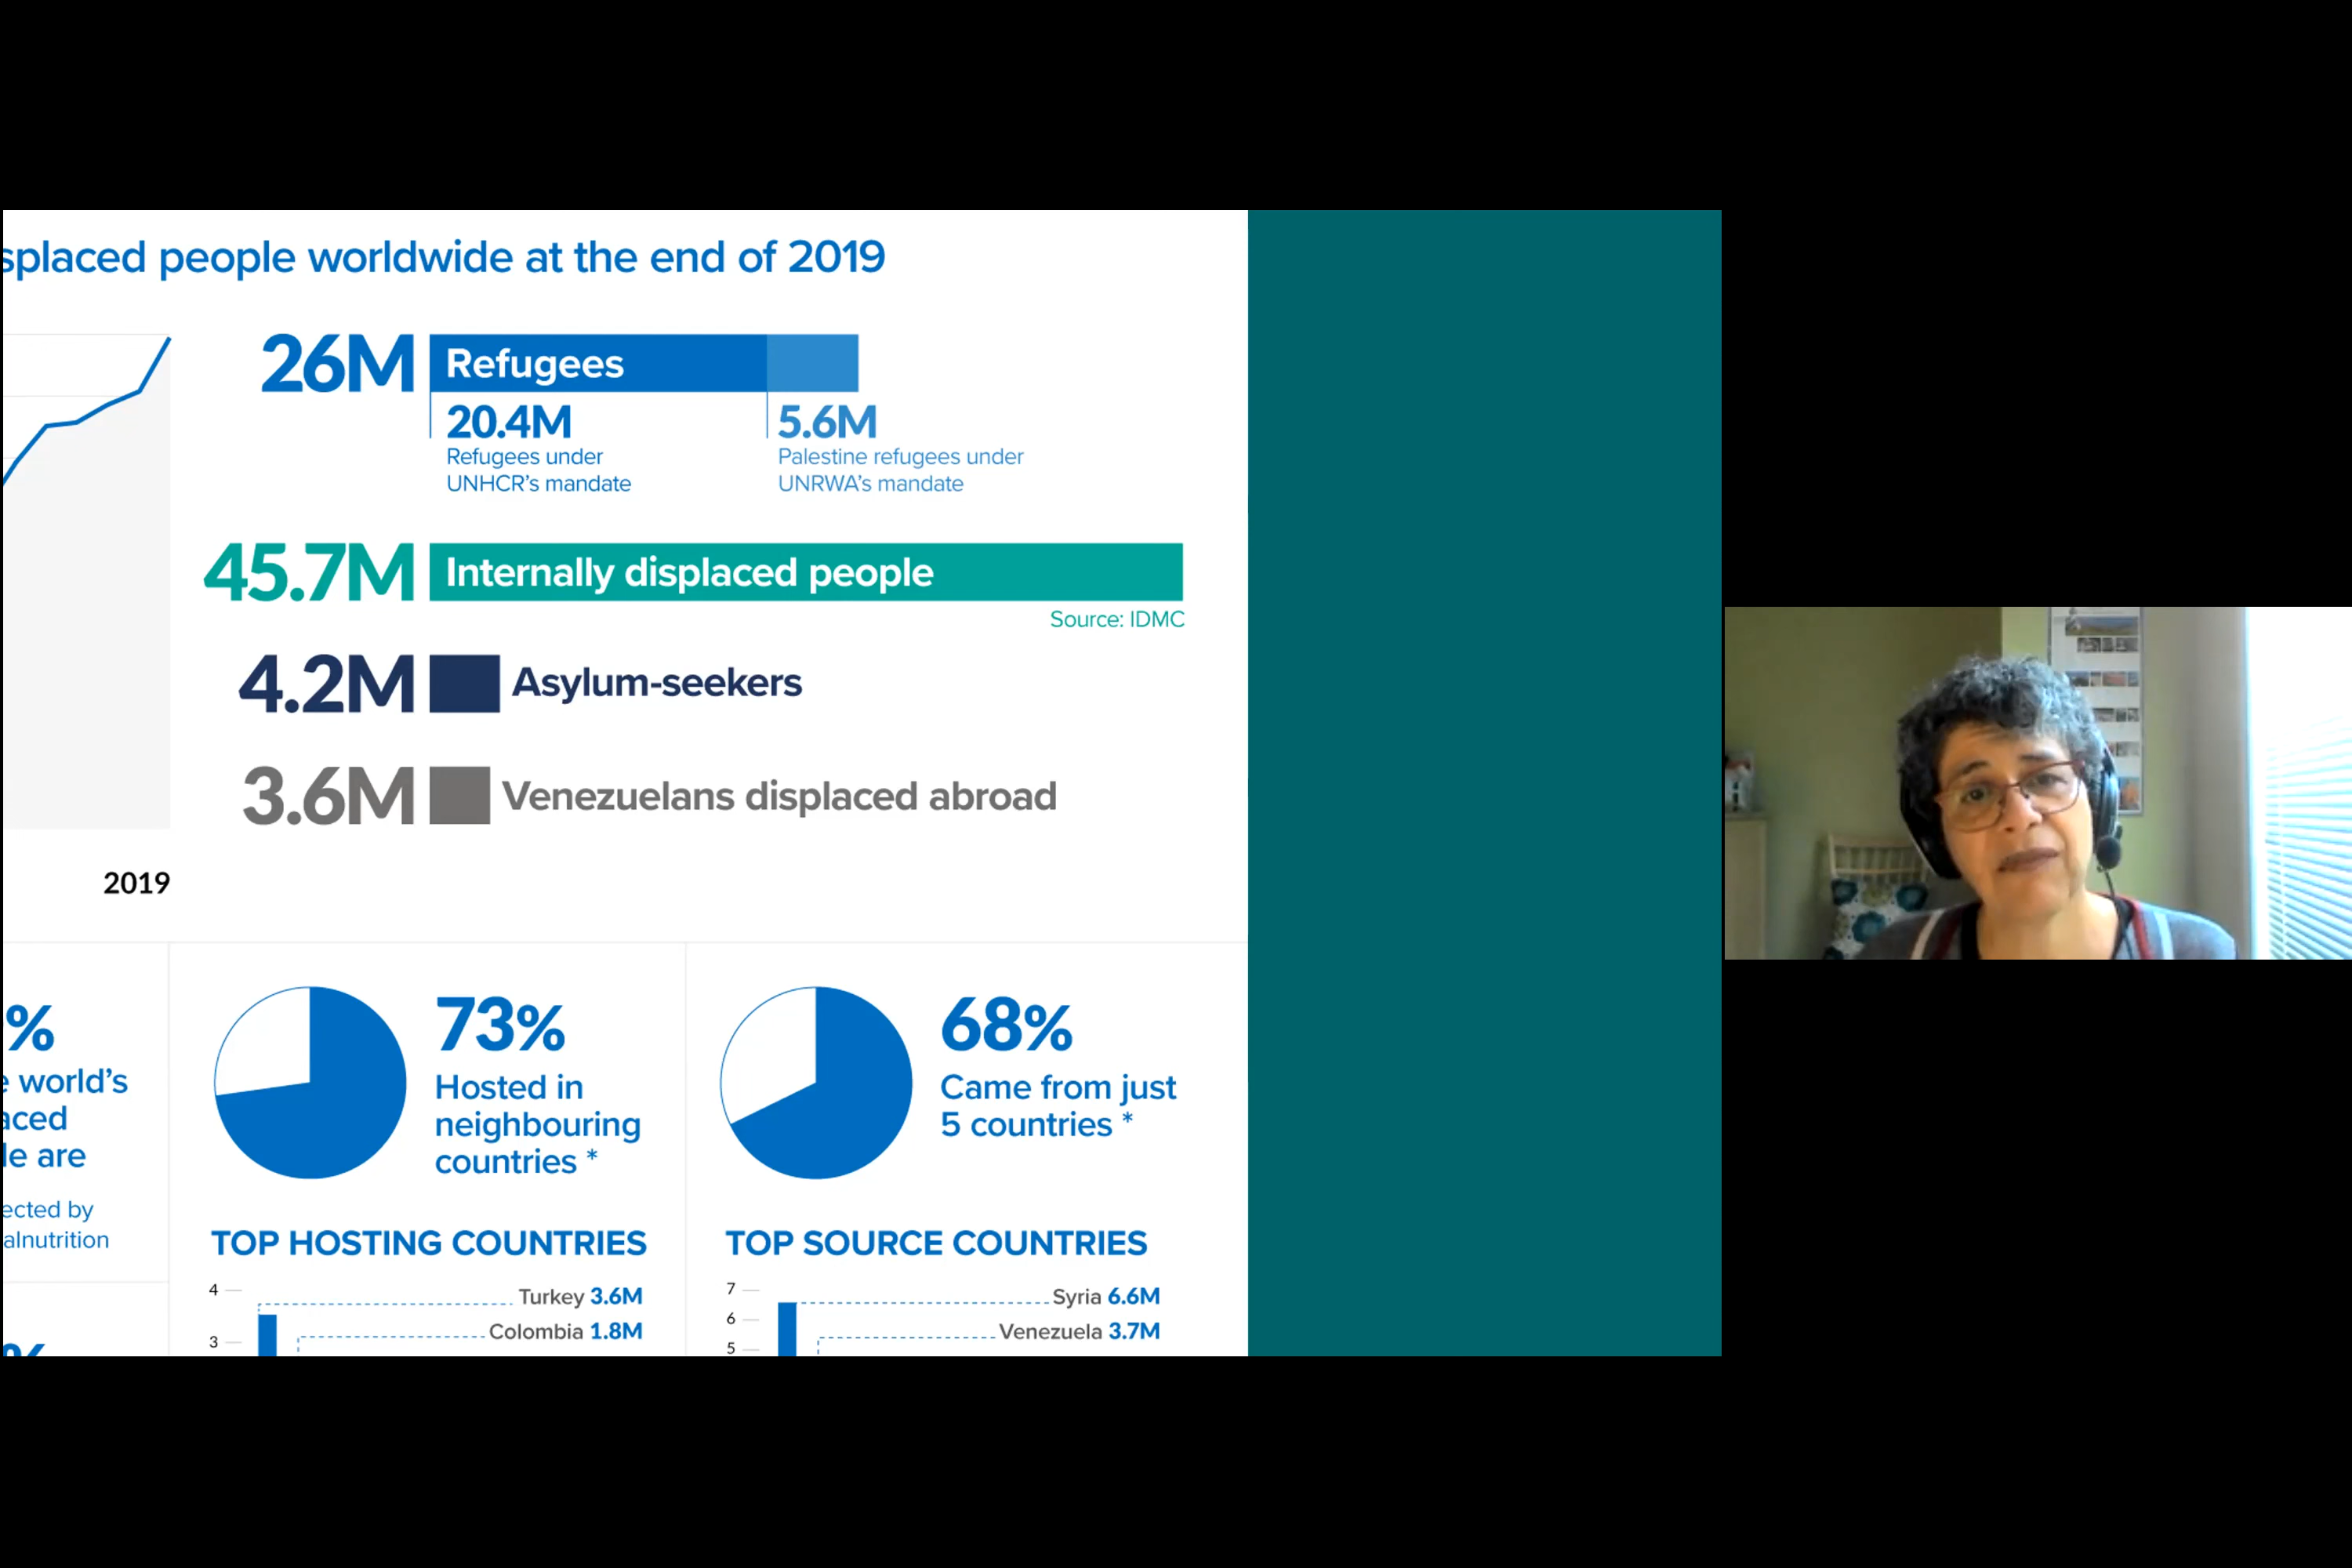 splaced people worldwide at the end of 2019
26M Refugees
20.4M
Refugees under
UNHCR's mandate
5.6M
Palestine refugees under
UNRWA's mandate
45.7M Internally displaced people
Source: IDMC
4.2M Asylum-seekers
3.6M Venezuelans displaced abroad
2019
%
e world's
aced
le are
ected by
alnutrition
%
73%
Hosted in
neighbouring
countries *
TOP HOSTING COUNTRIES
4
Turkey 3.6M
Colombia 1.8M
3
68%
Came from just
5 countries *
TOP SOURCE COUNTRIES
7
Syria 6.6M
6
Venezuela 3.7M
5